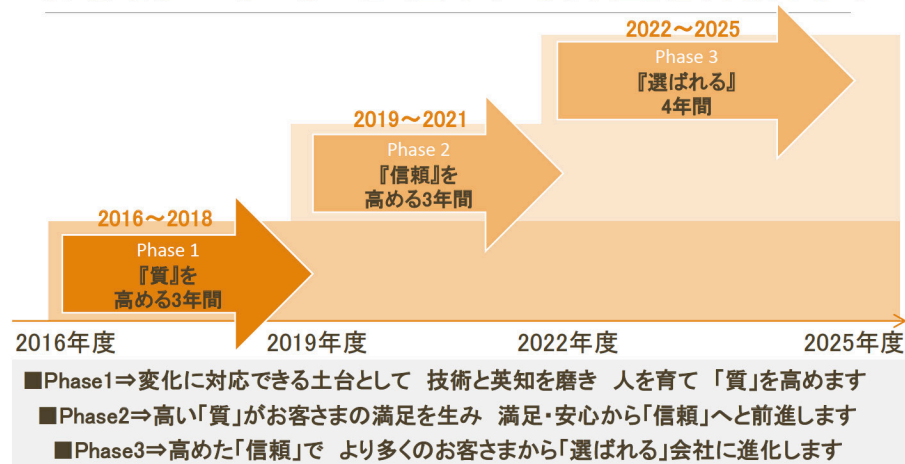 2022～2025
Phase 3
『選ばれる』
4年間
2019～2021
Phase 2
『信頼』を
高める3年間
2016～2018
Phase 1
『質』を
高める3年間
2016年度 2019年度 2022年度 2025年度
■Phase1⇒変化に対応できる土台として 技術と英知を磨き 人を育て 「質」を高めます
■Phase2⇒高い「質」がお客さまの満足を生み 満足・安心から「信頼」へと前進します
■Phase3⇒高めた「信頼」で より多くのお客さまから「選ばれる」会社に進化します